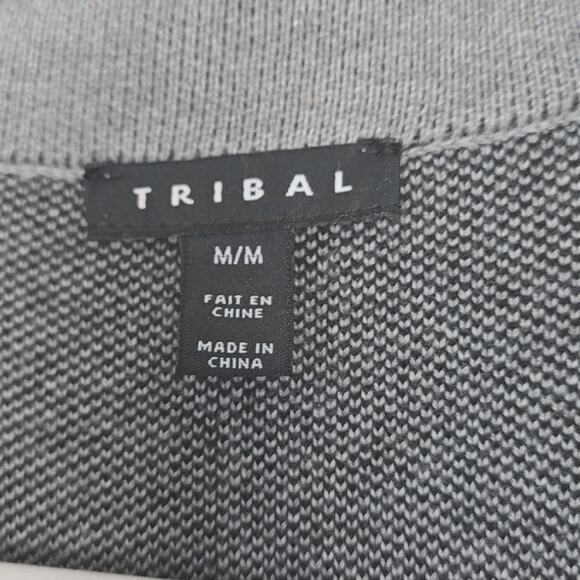 TRIBAL
M/M
FAIT EN
CHINE
MADE IN
CHINA